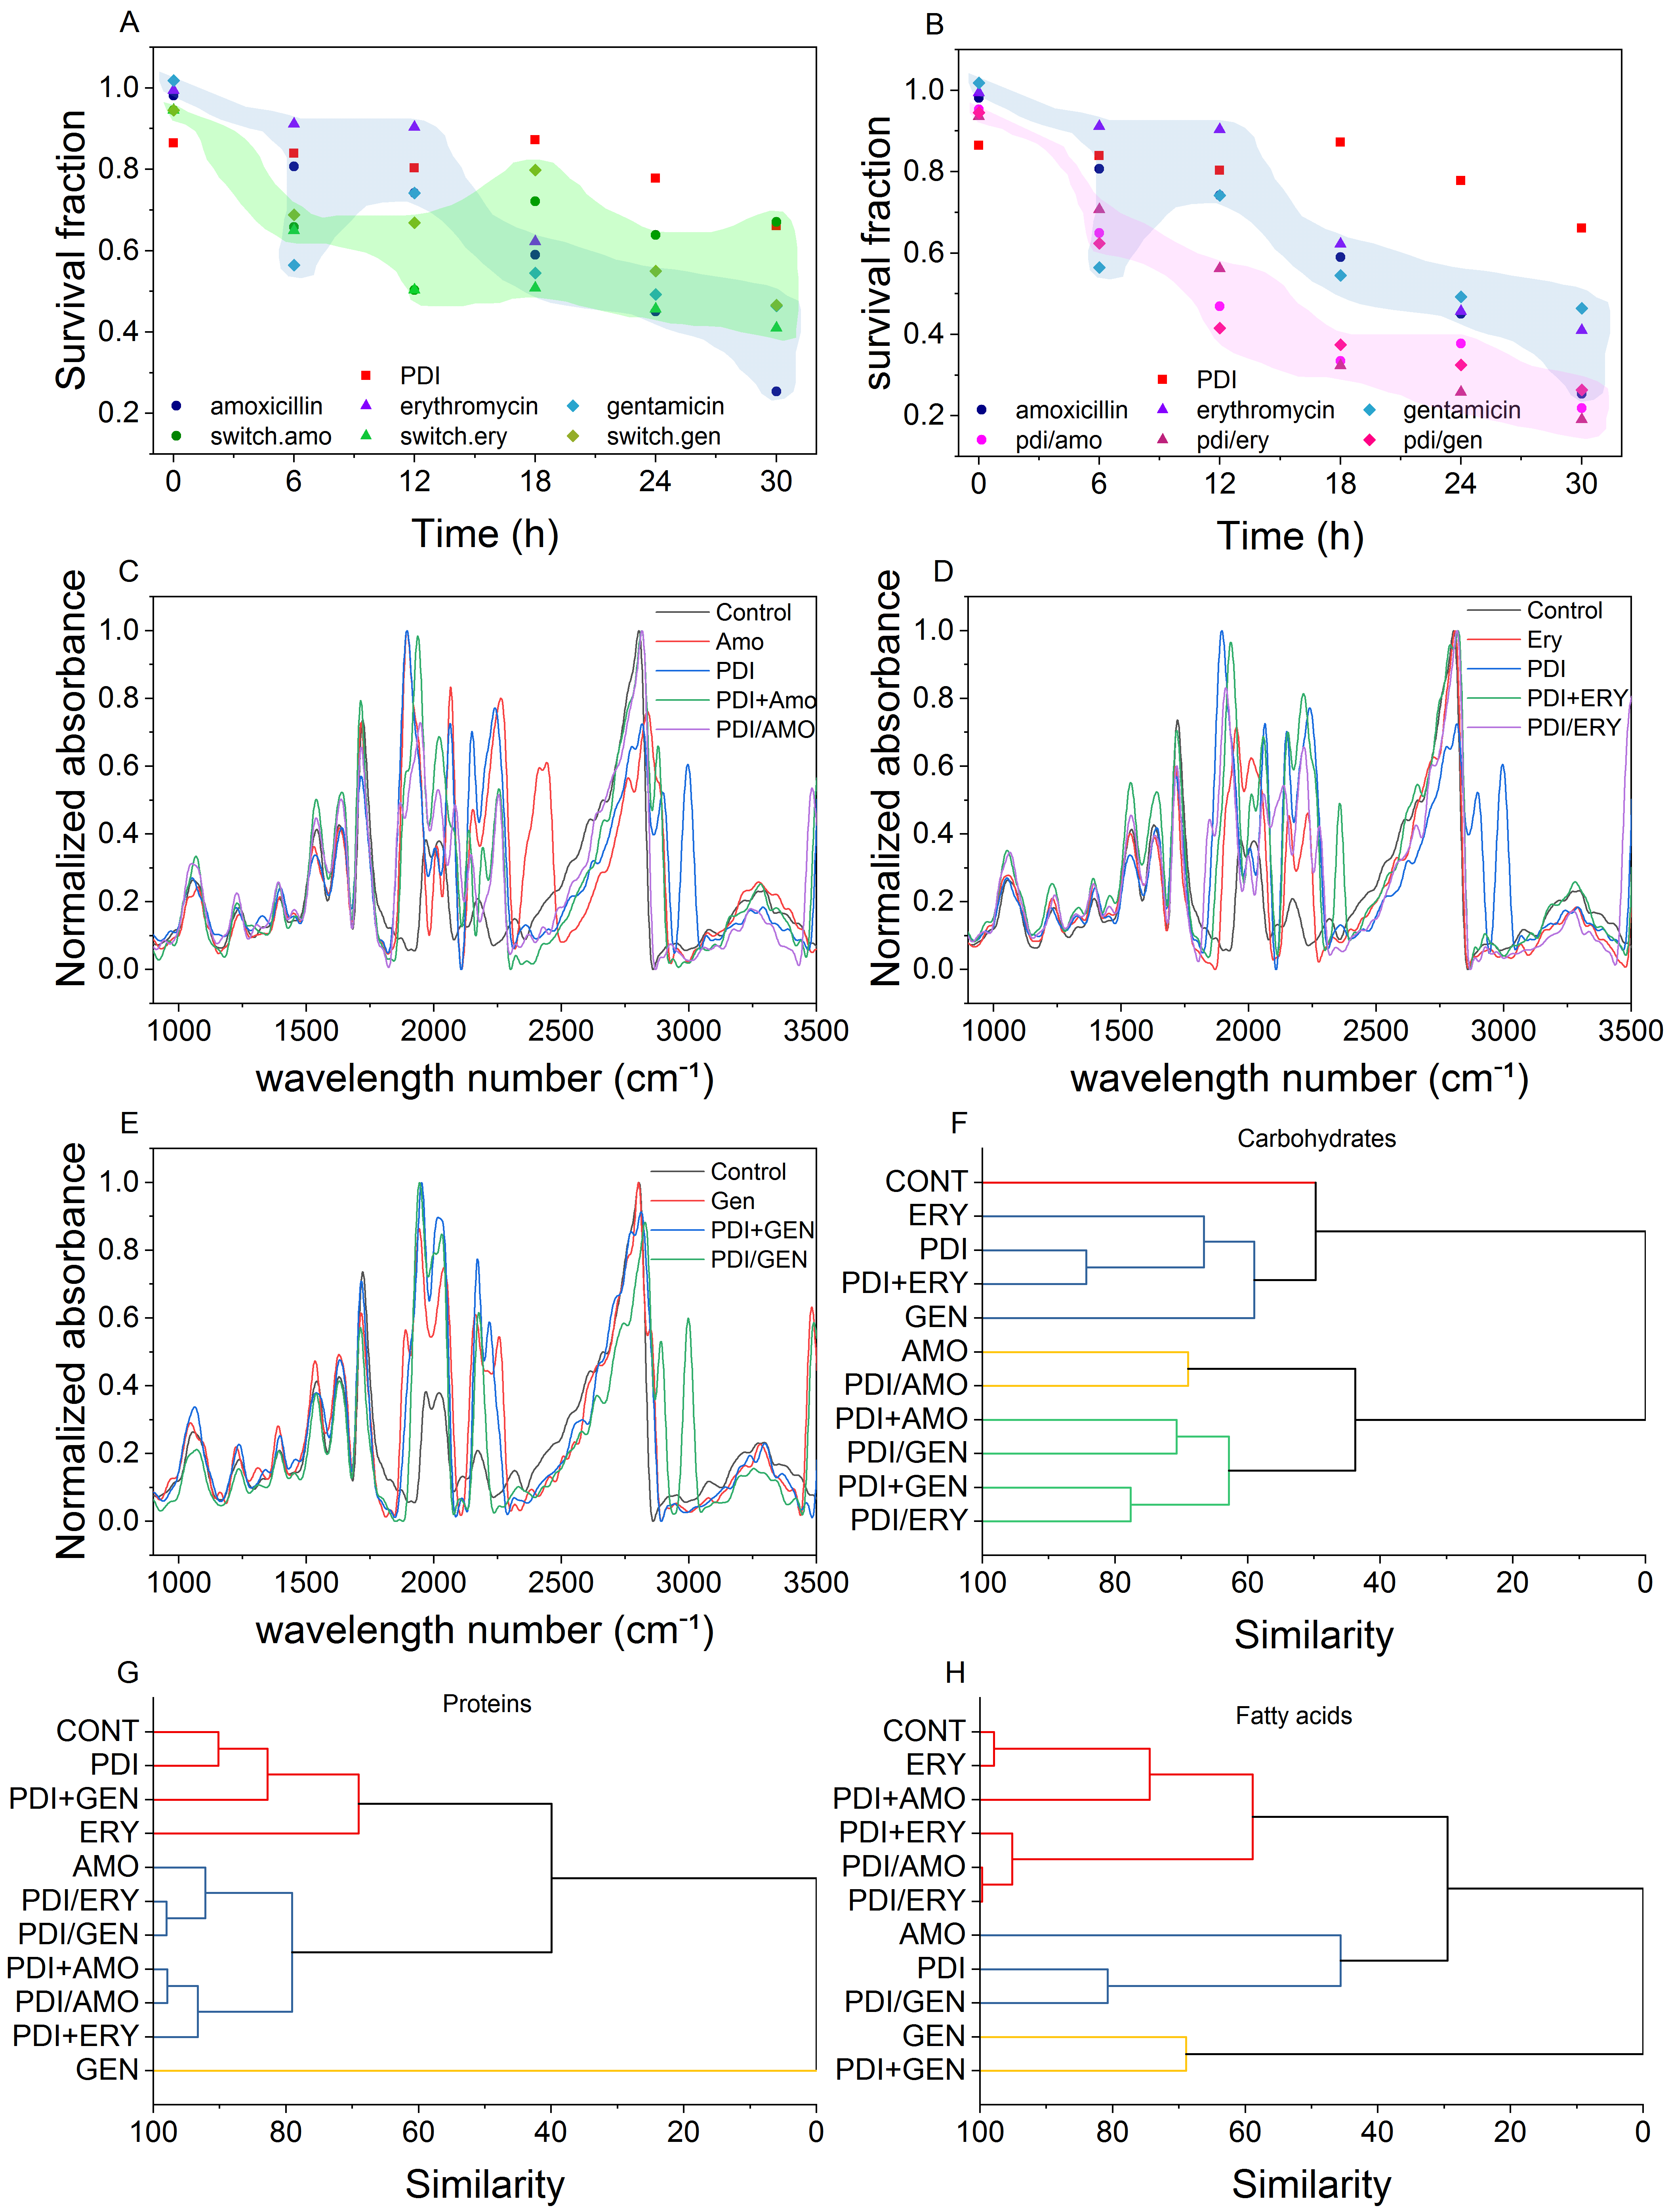 A
Survival fraction
1.0
0.8
0.6
0.4
0.2
PDI
amoxicillin erythromycin gentamicin
switch.amo switch.ery switch.gen
0 6 12 18 24 30
Time (h)
B
survival fraction
1.0
0.8
0.6
0.4
0.2
PDI
amoxicillin erythromycin gentamicin
pdi/amo pdi/ery pdi/gen
0 6 12 18 24 30
Time (h)
C
Normalized absorbance
1.0
0.8
0.6
0.4
0.2
0.0
Control
Amo
PDI
PDI+Amo
PDI/AMO
1000 1500 2000 2500 3000 3500
wavelength number (cm⁻¹)
D
Normalized absorbance
1.0
0.8
0.6
0.4
0.2
0.0
Control
Ery
PDI
PDI+ERY
PDI/ERY
1000 1500 2000 2500 3000 3500
wavelength number (cm⁻¹)
E
Normalized absorbance
1.0
0.8
0.6
0.4
0.2
0.0
Control
Gen
PDI+GEN
PDI/GEN
1000 1500 2000 2500 3000 3500
wavelength number (cm⁻¹)
F
Carbohydrates
CONT
ERY
PDI
PDI+ERY
GEN
AMO
PDI/AMO
PDI+AMO
PDI/GEN
PDI+GEN
PDI/ERY
100 80 60 40 20 0
Similarity
G
Proteins
CONT
PDI
PDI+GEN
ERY
AMO
PDI/ERY
PDI/GEN
PDI+AMO
PDI/AMO
PDI+ERY
GEN
100 80 60 40 20 0
Similarity
H
Fatty acids
CONT
ERY
PDI+AMO
PDI+ERY
PDI/AMO
PDI/ERY
AMO
PDI
PDI/GEN
GEN
PDI+GEN
100 80 60 40 20 0
Similarity